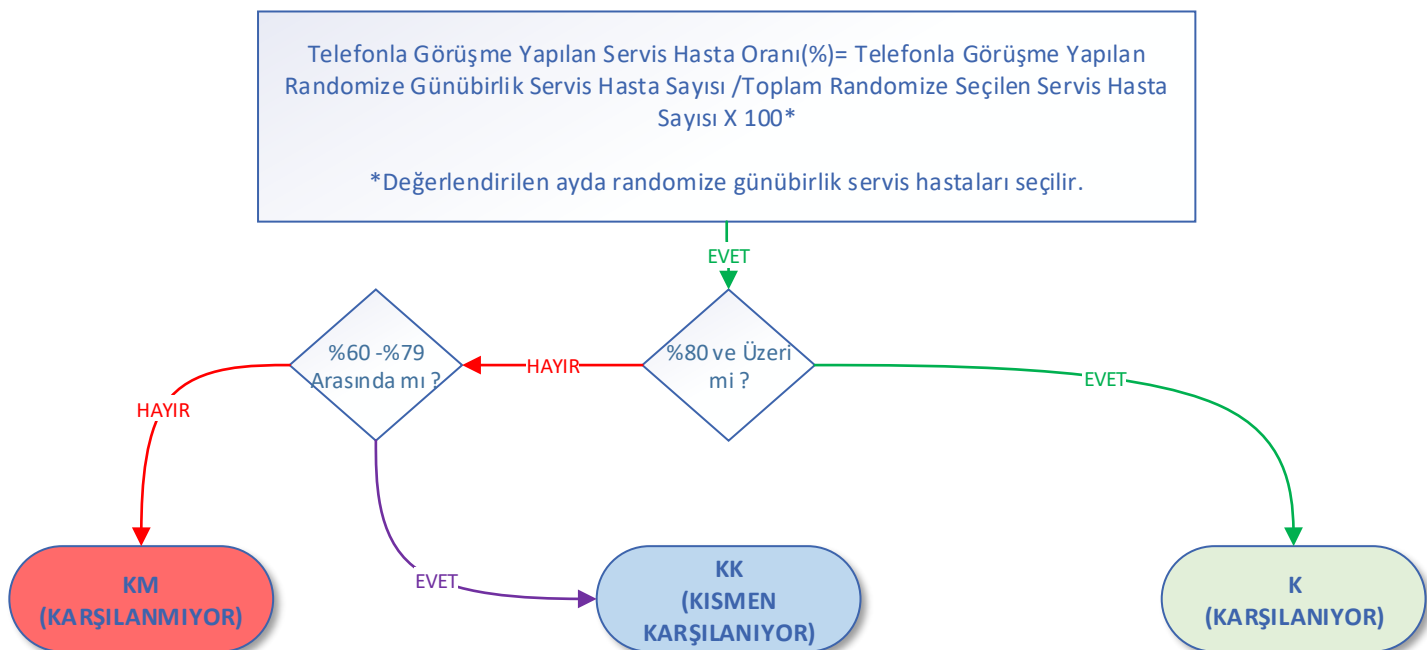 Telefonla Görüşme Yapılan Servis Hasta Oranı(%)= Telefonla Görüşme Yapılan
Randomize Günübirlik Servis Hasta Sayısı /Toplam Randomize Seçilen Servis Hasta
Sayısı X 100*
*Değerlendirilen ayda randomize günübirlik servis hastaları seçilir.
EVET
%60 -%79
Arasında mı ?
HAYIR
%80 ve Üzeri
mi ?
EVET
HAYIR
EVET
KM
(KARŞILANMIYOR)
KK
(KISMEN
KARŞILANIYOR)
K
(KARŞILANIYOR)